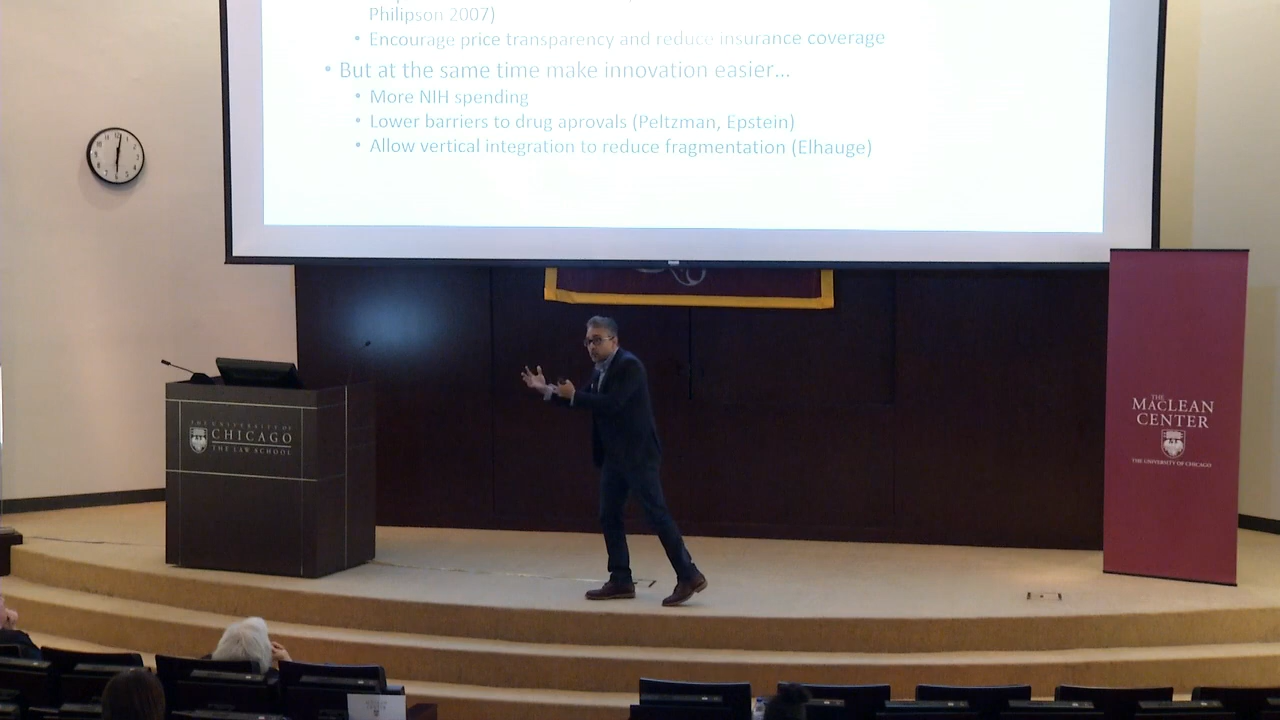 Philipson 2007)
• Encourage price transparency and reduce insurance coverage
• But at the same time make innovation easier...
• More NIH spending
• Lower barriers to drug aprovals (Peltzman, Epstein)
• Allow vertical integration to reduce fragmentation (Elhauge)
THE UNIVERSITY OF
CHICAGO
THE LAW SCHOOL
THE
MACLEAN
CENTER
THE UNIVERSITY OF CHICAGO